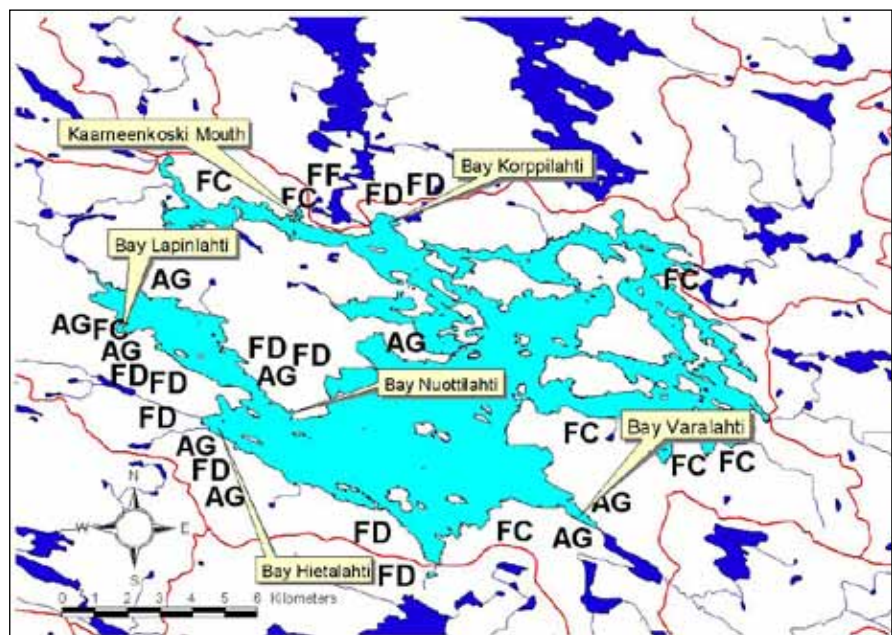 Kaarneenkoski Mouth
FC
FC
FF
FD FD
Bay Korppilahti
Bay Lapinlahti
AG
AG FC
AG
FD FD
FD
FD FD
AG
AG
FC
Bay Nuottilahti
FC
Bay Varalahti
FC FC
AG
FD
AG
FD
FC
AG
AG
N
W E
S
Bay Hietalahti
FD
0 1 2 3 4 5 6 Kilometers